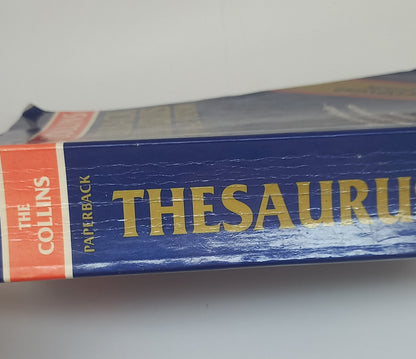 THE
COLLINS
PAPERBACK
THESAURU